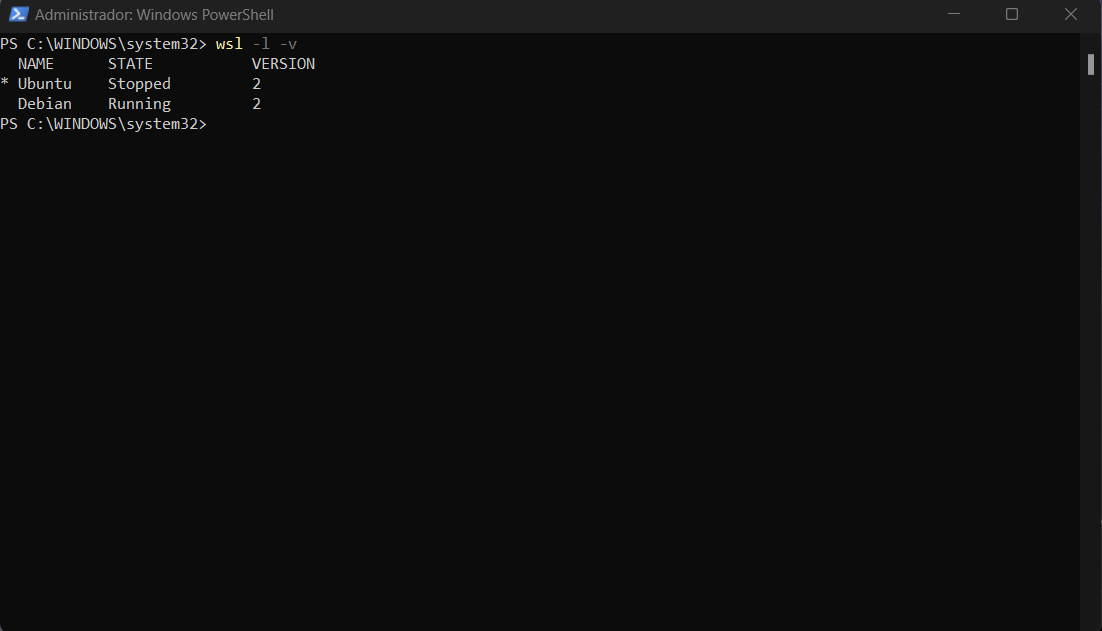 Administrador: Windows PowerShell
PS C:\WINDOWS\system32> wsl -l -v
  NAME      STATE           VERSION
* Ubuntu    Stopped         2
  Debian    Running         2
PS C:\WINDOWS\system32>